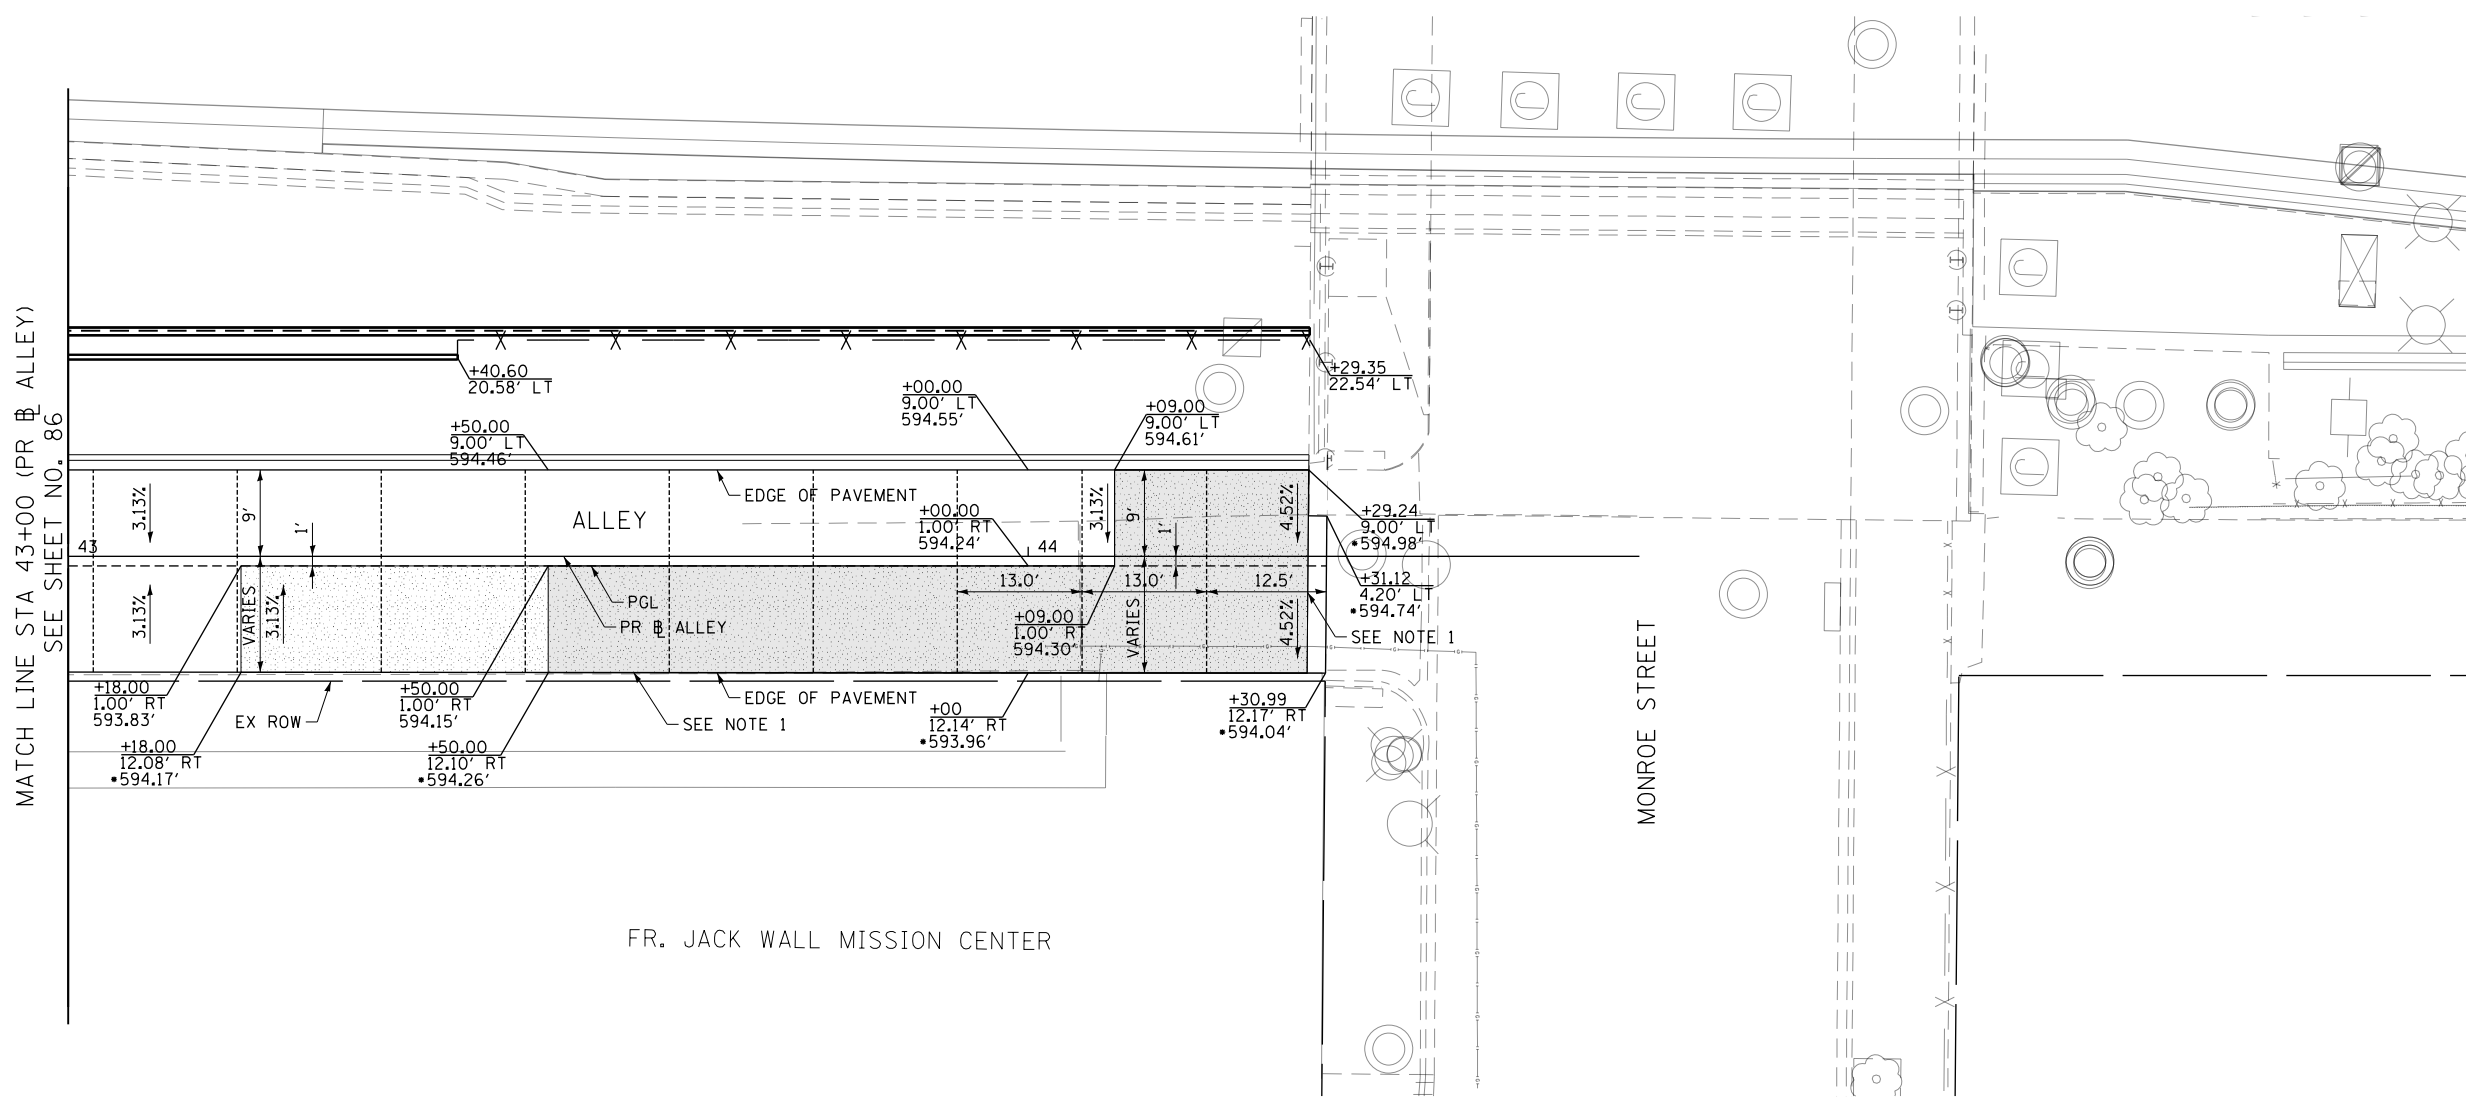 MATCH LINE STA 43+00 (PR BL ALLEY)
SEE SHEET NO. 86
+40.60
20.58' LT
+29.35
22.54' LT
+00.00
9.00' LT
594.55'
+09.00
9.00' LT
594.61'
+50.00
9.00' LT
594.46'
EDGE OF PAVEMENT
3.13%
9'
1'
ALLEY
+00.00
1.00' RT
594.24'
3.13%
9'
1'
4.52%
+29.24
9.00' LT
*594.98'
43
44
13.0'
13.0'
12.5'
+31.12
4.20' LT
*594.74'
3.13%
VARIES
3.13%
PGL
PR BL ALLEY
+09.00
1.00' RT
594.30'
VARIES
4.52%
SEE NOTE 1
MONROE STREET
+18.00
1.00' RT
593.83'
EX ROW
+50.00
1.00' RT
594.15'
EDGE OF PAVEMENT
SEE NOTE 1
+00
12.14' RT
*593.96'
+30.99
12.17' RT
*594.04'
+18.00
12.08' RT
*594.17'
+50.00
12.10' RT
*594.26'
FR. JACK WALL MISSION CENTER